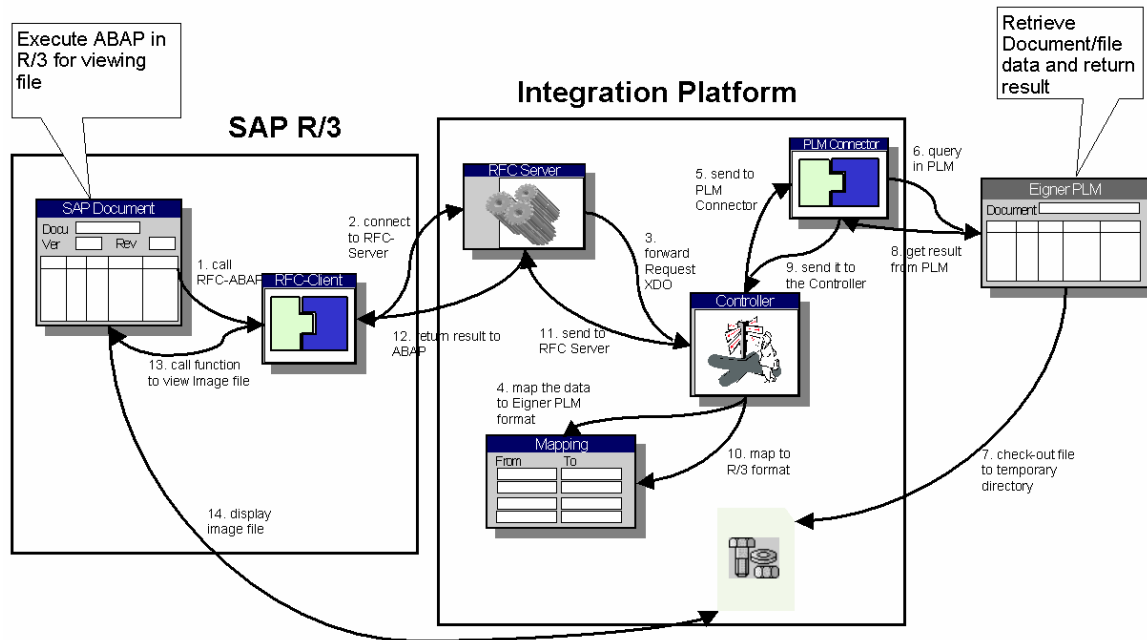 Execute ABAP in
R/3 for viewing
file
Retrieve
Document/file
data and return
result
Integration Platform
SAP R/3
SAP Document
Docu
Ver
Rev
1. call
RFC-ABAP
RFC-Client
2. connect
to RFC-
Server
RFC Server
3.
forward
Request
XDO
5. send to
PLM
Connector
PLM Connector
6. query
in PLM
Eigner PLM
Document
8. get result
from PLM
9. send it to
the Controller
Controller
11. send to
RFC Server
12. return result to
ABAP
13. call function
to view Image file
4. map the data
to Eigner PLM
format
Mapping
From
To
10. map to
R/3 format
7. check-out file
to temporary
directory
14. display
image file